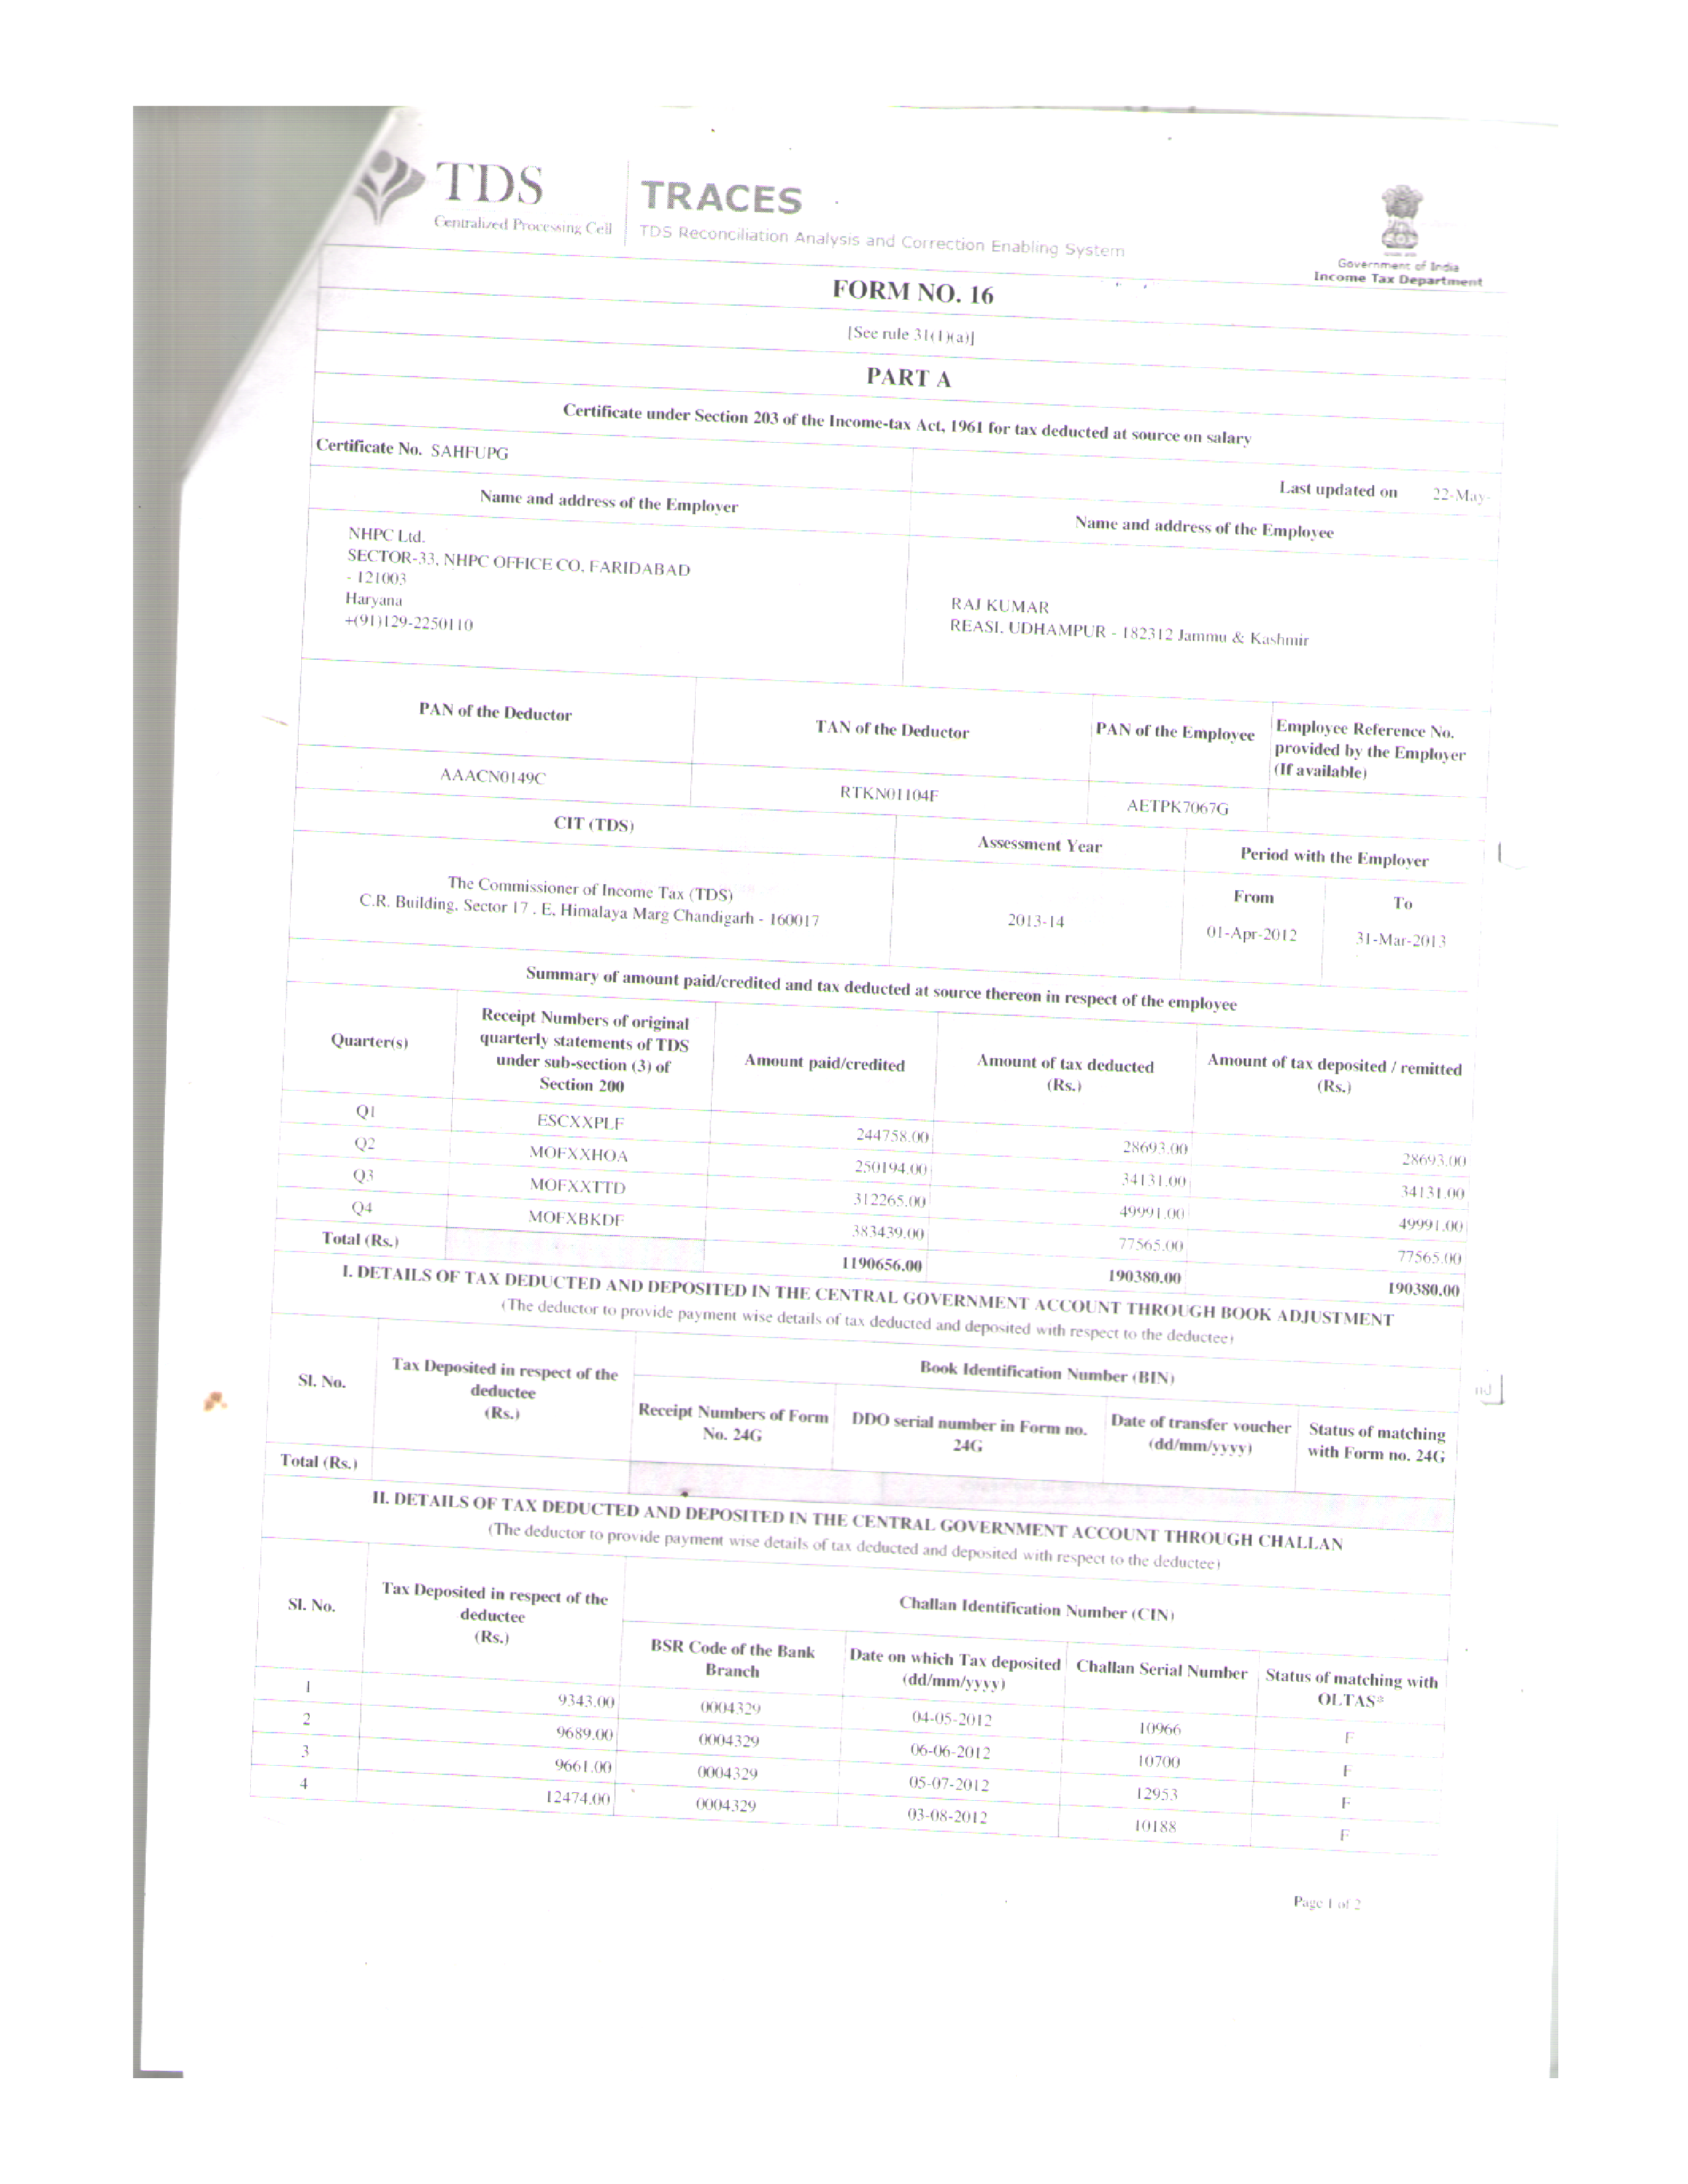 TDS
Centralized Processing Cell
TRACES
TDS Reconciliation Analysis and Correction Enabling System
Government of India
Income Tax Department
FORM NO. 16
[See rule 31(1)(a)]
PART A
Certificate under Section 203 of the Income-tax Act, 1961 for tax deducted at source on salary
Certificate No. SAHFUPG
Last updated on 22-May-
Name and address of the Employer
Name and address of the Employee
NHPC Ltd.
SECTOR-33, NHPC OFFICE CO, FARIDABAD
- 121003
Haryana
+(91)129-2250110
RAJ KUMAR
REASI, UDHAMPUR - 182312 Jammu & Kashmir
PAN of the Deductor
TAN of the Deductor
PAN of the Employee
Employee Reference No.
provided by the Employer
(If available)
AAACN0149C
RTKN01104F
AETPK7067G
CIT (TDS)
Assessment Year
Period with the Employer
The Commissioner of Income Tax (TDS)
C.R. Building, Sector 17 . E, Himalaya Marg Chandigarh - 160017
2013-14
From
To
01-Apr-2012
31-Mar-2013
Summary of amount paid/credited and tax deducted at source thereon in respect of the employee
Quarter(s)
Receipt Numbers of original
quarterly statements of TDS
under sub-section (3) of
Section 200
Amount paid/credited
Amount of tax deducted
(Rs.)
Amount of tax deposited / remitted
(Rs.)
Q1 ESCXXPLF 244758.00 28693.00 28693.00
Q2 MOFXXHOA 250194.00 34131.00 34131.00
Q3 MOFXXTTD 312265.00 49991.00 49991.00
Q4 MOFXBKDF 383439.00 77565.00 77565.00
Total (Rs.) 1190656.00 190380.00 190380.00
I. DETAILS OF TAX DEDUCTED AND DEPOSITED IN THE CENTRAL GOVERNMENT ACCOUNT THROUGH BOOK ADJUSTMENT
(The deductor to provide payment wise details of tax deducted and deposited with respect to the deductee)
Sl. No.
Tax Deposited in respect of the
deductee
(Rs.)
Book Identification Number (BIN)
Receipt Numbers of Form
No. 24G
DDO serial number in Form no.
24G
Date of transfer voucher
(dd/mm/yyyy)
Status of matching
with Form no. 24G
Total (Rs.)
II. DETAILS OF TAX DEDUCTED AND DEPOSITED IN THE CENTRAL GOVERNMENT ACCOUNT THROUGH CHALLAN
(The deductor to provide payment wise details of tax deducted and deposited with respect to the deductee)
Sl. No.
Tax Deposited in respect of the
deductee
(Rs.)
Challan Identification Number (CIN)
BSR Code of the Bank
Branch
Date on which Tax deposited
(dd/mm/yyyy)
Challan Serial Number
Status of matching with
OLTAS*
1 9343.00 0004329 04-05-2012 10966 F
2 9689.00 0004329 06-06-2012 10700 F
3 9661.00 0004329 05-07-2012 12953 F
4 12474.00 0004329 03-08-2012 10188 F
Page 1 of 2